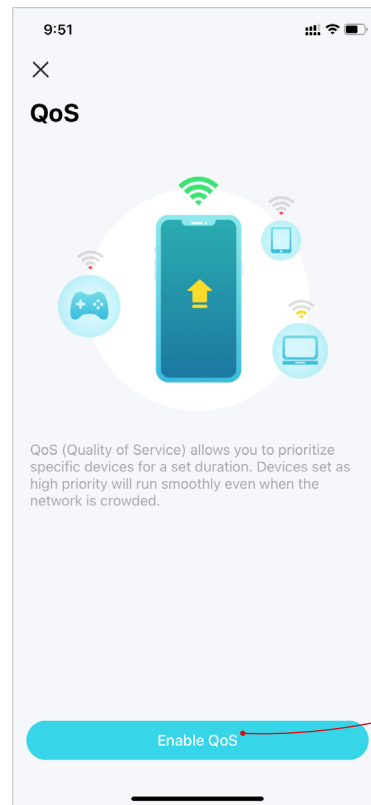 9:51
QoS
QoS (Quality of Service) allows you to prioritize
specific devices for a set duration. Devices set as
high priority will run smoothly even when the
network is crowded.
Enable QoS